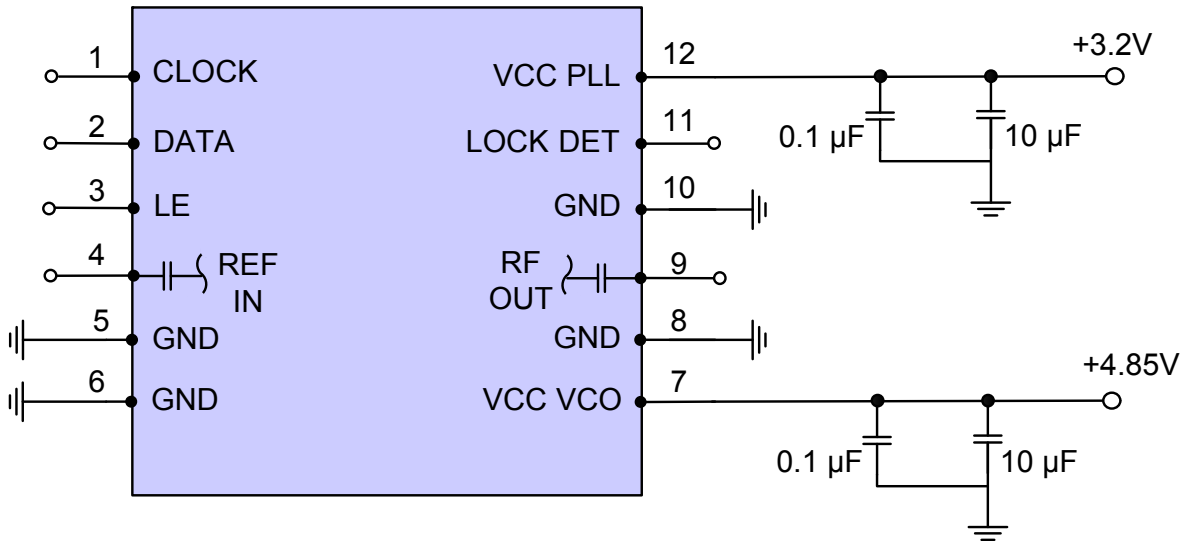 1
CLOCK
2
DATA
3
LE
4
REF
IN
5
GND
6
GND
VCC PLL
12
LOCK DET
11
GND
10
RF
OUT
9
GND
8
VCC VCO
7
+3.2V
0.1 µF
10 µF
+4.85V
0.1 µF
10 µF